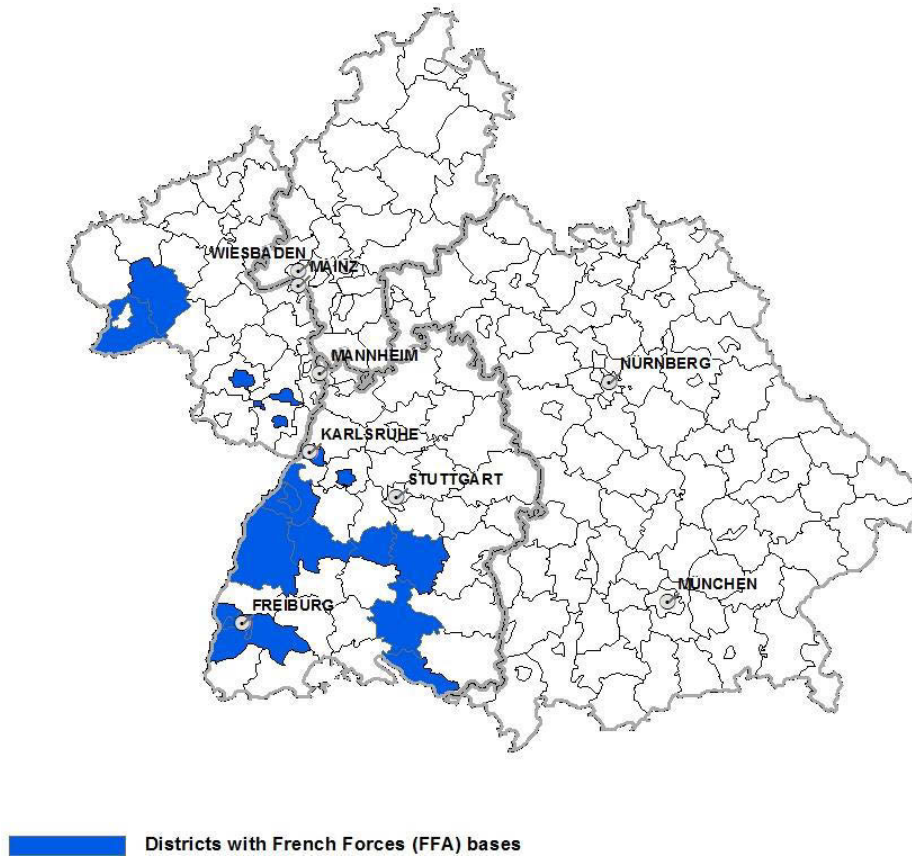 WIESBADEN
MAINZ
MANNHEIM
NÜRNBERG
KARLSRUHE
STUTTGART
MÜNCHEN
FREIBURG
Districts with French Forces (FFA) bases